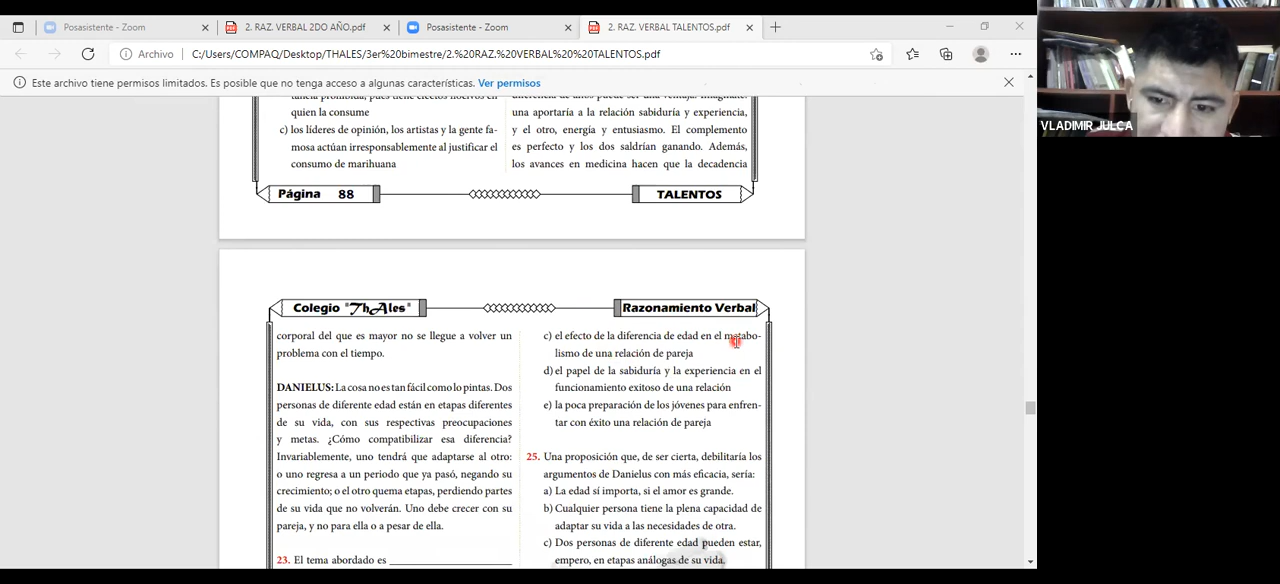 Posasistente - Zoom
2. RAZ. VERBAL 2DO AÑO.pdf
Posasistente - Zoom
2. RAZ. VERBAL TALENTOS.pdf
Archivo
C:/Users/COMPAQ/Desktop/THALES/3er%20bimestre/2.%20RAZ.%20VERBAL%20%20TALENTOS.pdf
Este archivo tiene permisos limitados. Es posible que no tenga acceso a algunas características. Ver permisos
VLADIMIR JULCA
tancia prohibida, pues tiene efectos nocivos en
quien la consume
c) los líderes de opinión, los artistas y la gente fa-
mosa actúan irresponsablemente al justificar el
consumo de marihuana
diferencia de años puede ser una ventaja. Imagínate:
una aportaría a la relación sabiduría y experiencia,
y el otro, energía y entusiasmo. El complemento
es perfecto y los dos saldrían ganando. Además,
los avances en medicina hacen que la decadencia
Página 88
TALENTOS
Colegio "ThAles"
Razonamiento Verbal
corporal del que es mayor no se llegue a volver un
problema con el tiempo.
DANIELUS: La cosa no es tan fácil como lo pintas. Dos
personas de diferente edad están en etapas diferentes
de su vida, con sus respectivas preocupaciones
y metas. ¿Cómo compatibilizar esa diferencia?
Invariablemente, uno tendrá que adaptarse al otro:
o uno regresa a un periodo que ya pasó, negando su
crecimiento; o el otro quema etapas, perdiendo partes
de su vida que no volverán. Uno debe crecer con su
pareja, y no para ella o a pesar de ella.
23. El tema abordado es
c) el efecto de la diferencia de edad en el metabo-
lismo de una relación de pareja
d) el papel de la sabiduría y la experiencia en el
funcionamiento exitoso de una relación
e) la poca preparación de los jóvenes para enfren-
tar con éxito una relación de pareja
25. Una proposición que, de ser cierta, debilitaría los
argumentos de Danielus con más eficacia, sería:
a) La edad sí importa, si el amor es grande.
b) Cualquier persona tiene la plena capacidad de
adaptar su vida a las necesidades de otra.
c) Dos personas de diferente edad pueden estar,
empero, en etapas análogas de su vida.